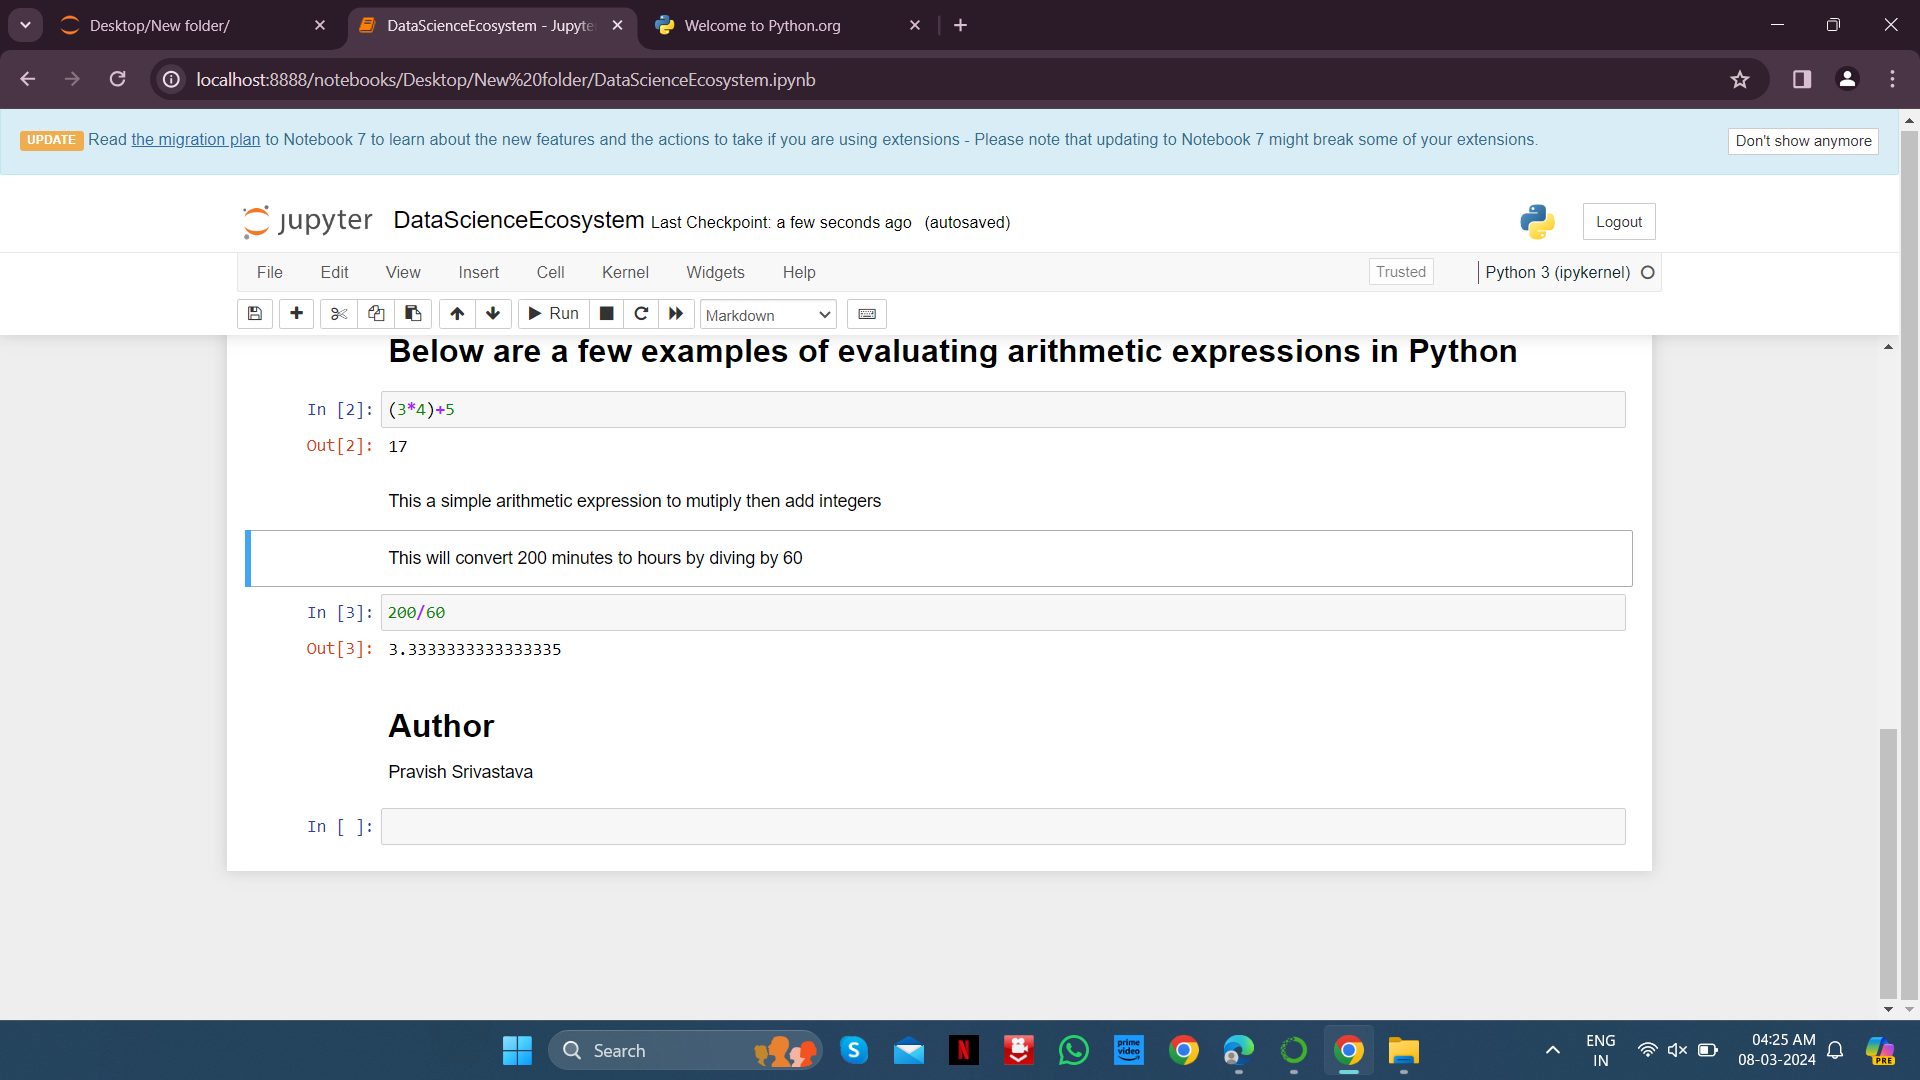 Desktop/New folder/
DataScienceEcosystem - Jupyte
Welcome to Python.org
localhost:8888/notebooks/Desktop/New%20folder/DataScienceEcosystem.ipynb
UPDATE Read the migration plan to Notebook 7 to learn about the new features and the actions to take if you are using extensions - Please note that updating to Notebook 7 might break some of your extensions.
Don't show anymore
jupyter DataScienceEcosystem Last Checkpoint: a few seconds ago (autosaved)
Logout
File Edit View Insert Cell Kernel Widgets Help
Trusted
Python 3 (ipykernel)
Run
Markdown
Below are a few examples of evaluating arithmetic expressions in Python
In [2]: (3*4)+5
Out[2]: 17
This a simple arithmetic expression to mutiply then add integers
This will convert 200 minutes to hours by diving by 60
In [3]: 200/60
Out[3]: 3.3333333333333335
Author
Pravish Srivastava
In [ ]:
Search
S
N
prime video
ENG
IN
04:25 AM
08-03-2024
PRE